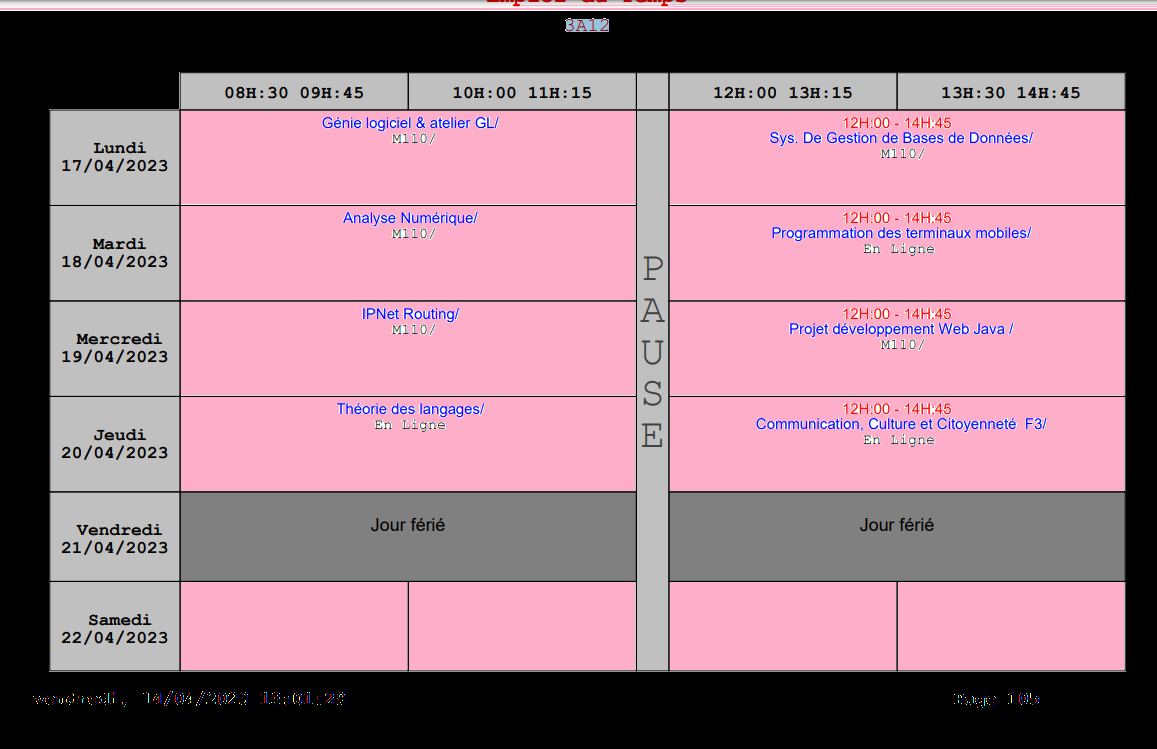 Emploi du Temps
3A12
08H:30 09H:45 10H:00 11H:15 12H:00 13H:15 13H:30 14H:45
Lundi
17/04/2023
Génie logiciel & atelier GL/
M110/
12H:00 - 14H:45
Sys. De Gestion de Bases de Données/
M110/
Mardi
18/04/2023
Analyse Numérique/
M110/
12H:00 - 14H:45
Programmation des terminaux mobiles/
En Ligne
Mercredi
19/04/2023
IPNet Routing/
M110/
12H:00 - 14H:45
Projet développement Web Java /
M110/
Jeudi
20/04/2023
Théorie des langages/
En Ligne
12H:00 - 14H:45
Communication, Culture et Citoyenneté F3/
En Ligne
PAUSE
Vendredi
21/04/2023
Jour férié
Jour férié
Samedi
22/04/2023
vendredi, 14/04/2023
Page 105